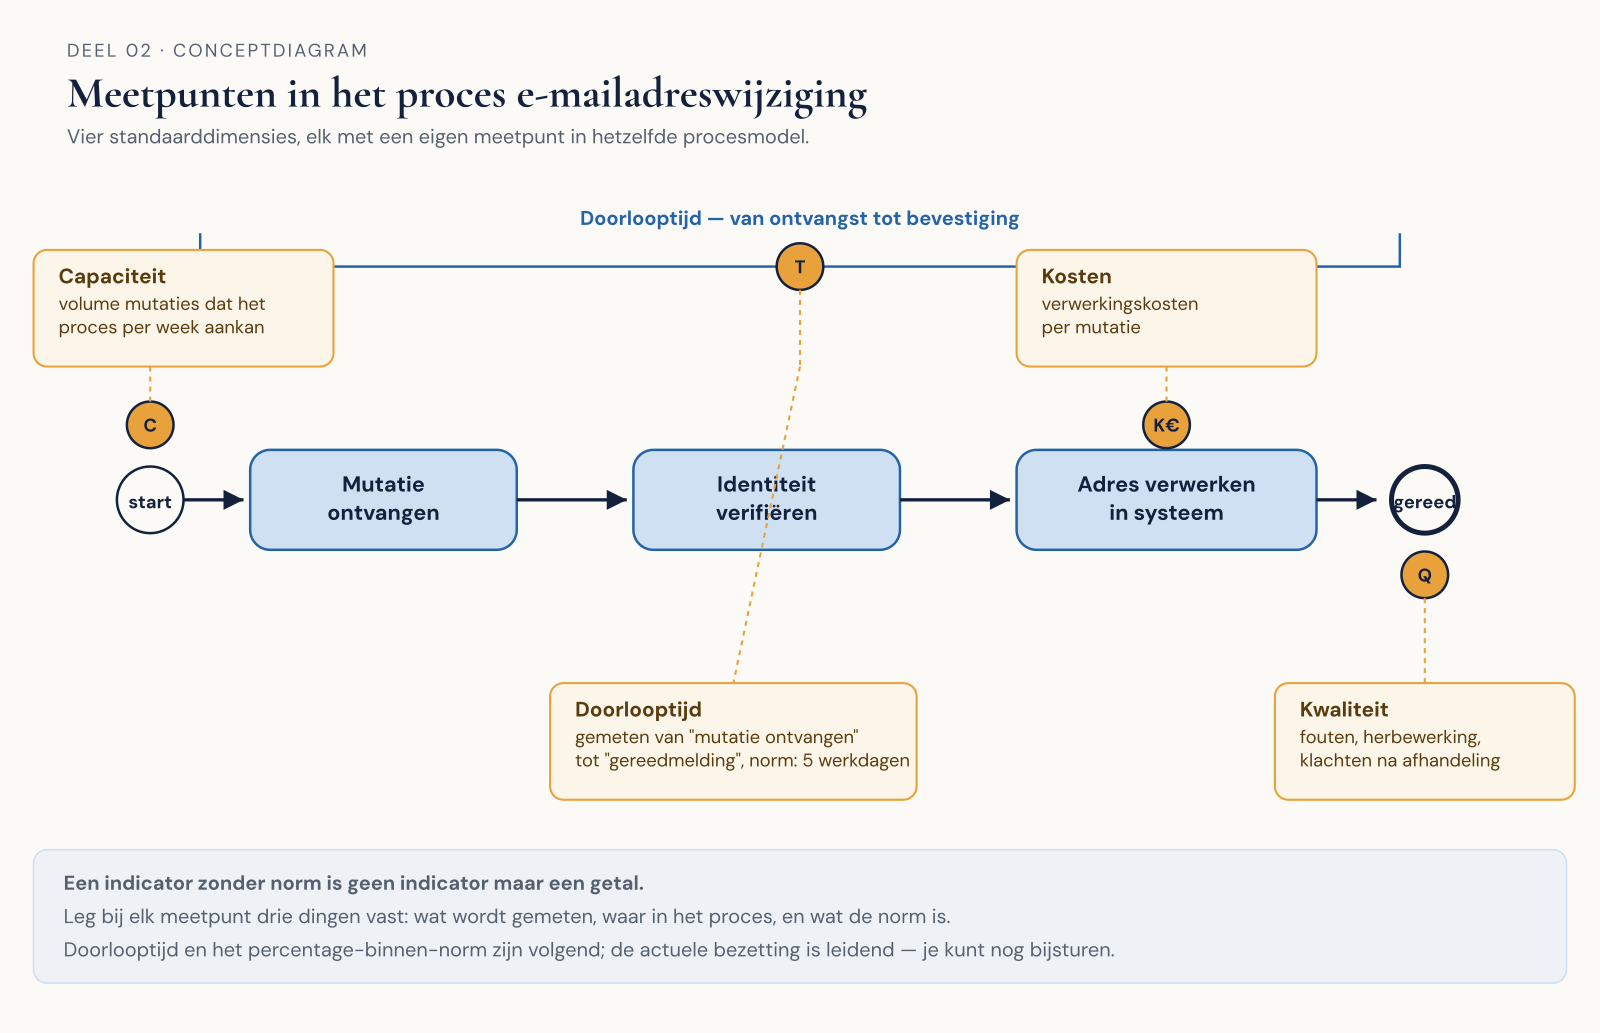 DEEL 02 · CONCEPTDIAGRAM
Meetpunten in het proces e-mailadreswijziging
Vier standaarddimensies, elk met een eigen meetpunt in hetzelfde procesmodel.
Doorlooptijd — van ontvangst tot bevestiging
Capaciteit
volume mutaties dat het
proces per week aankan
T
Kosten
verwerkingskosten
per mutatie
C
K€
start
Mutatie
ontvangen
Identiteit
verifiëren
Adres verwerken
in systeem
gereed
Q
Doorlooptijd
gemeten van "mutatie ontvangen"
tot "gereedmelding", norm: 5 werkdagen
Kwaliteit
fouten, herbewerking,
klachten na afhandeling
Een indicator zonder norm is geen indicator maar een getal.
Leg bij elk meetpunt drie dingen vast: wat wordt gemeten, waar in het proces, en wat de norm is.
Doorlooptijd en het percentage-binnen-norm zijn volgend; de actuele bezetting is leidend — je kunt nog bijsturen.